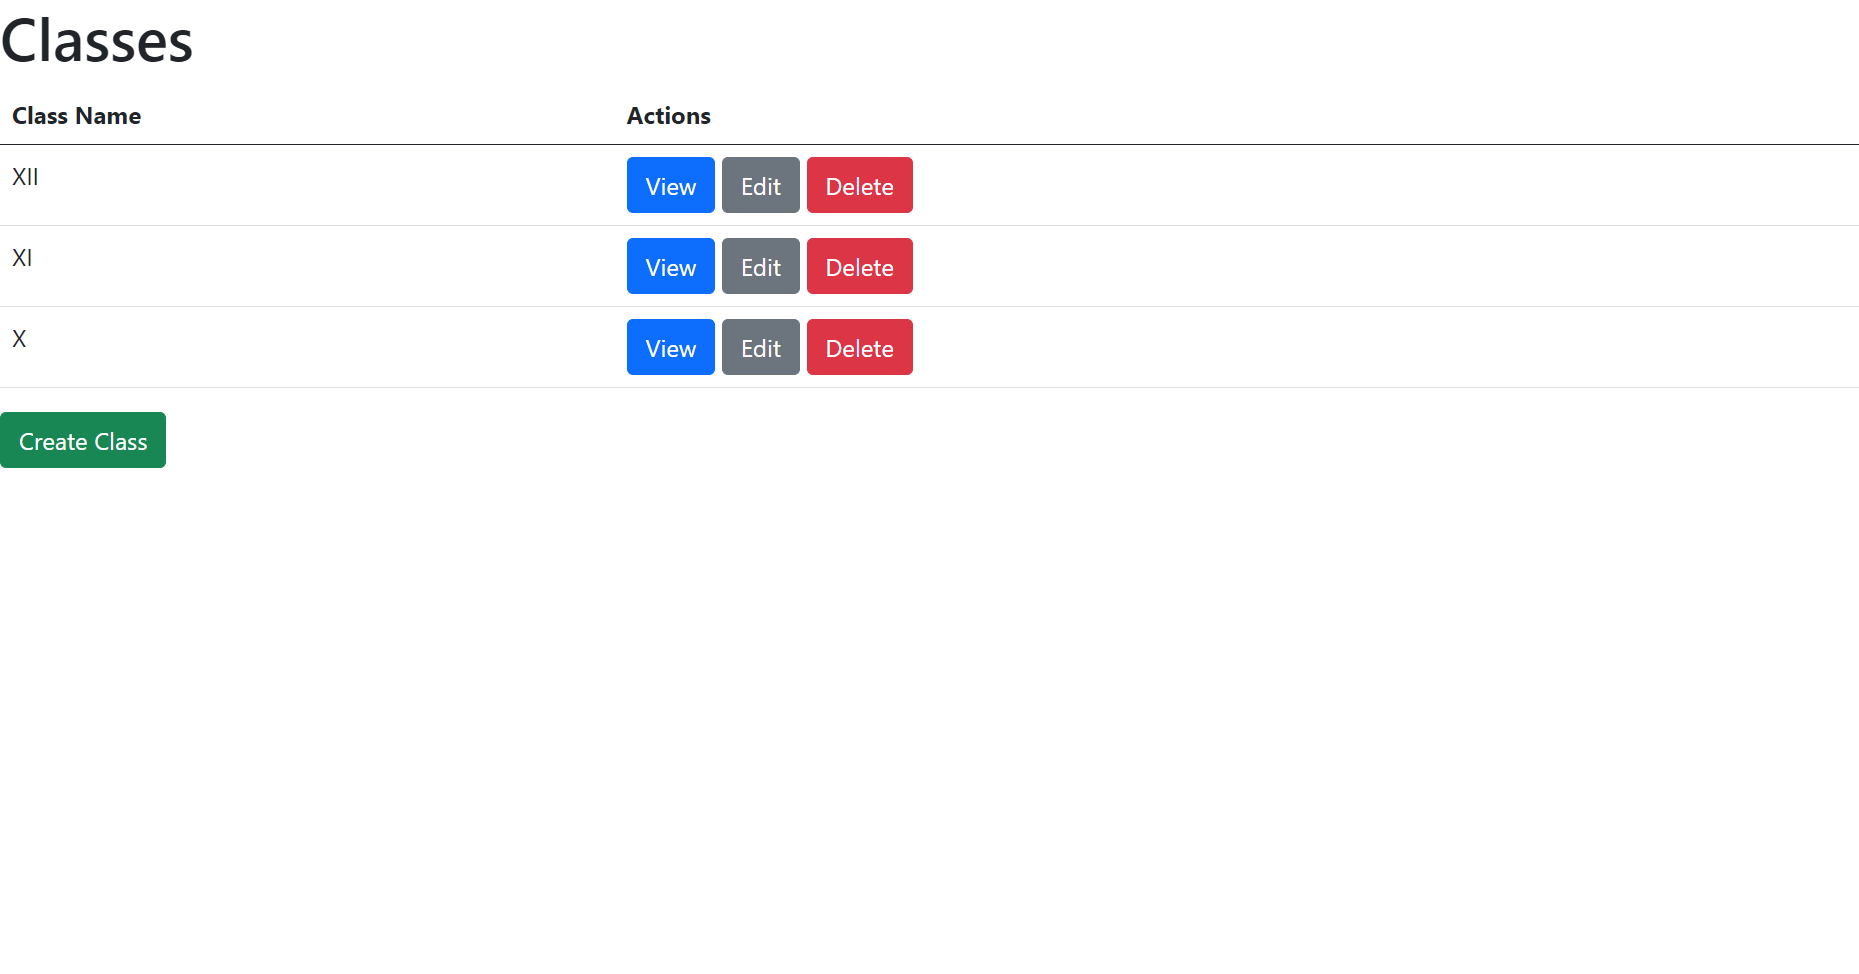 Classes
Class Name Actions
XII View Edit Delete
XI View Edit Delete
X View Edit Delete
Create Class